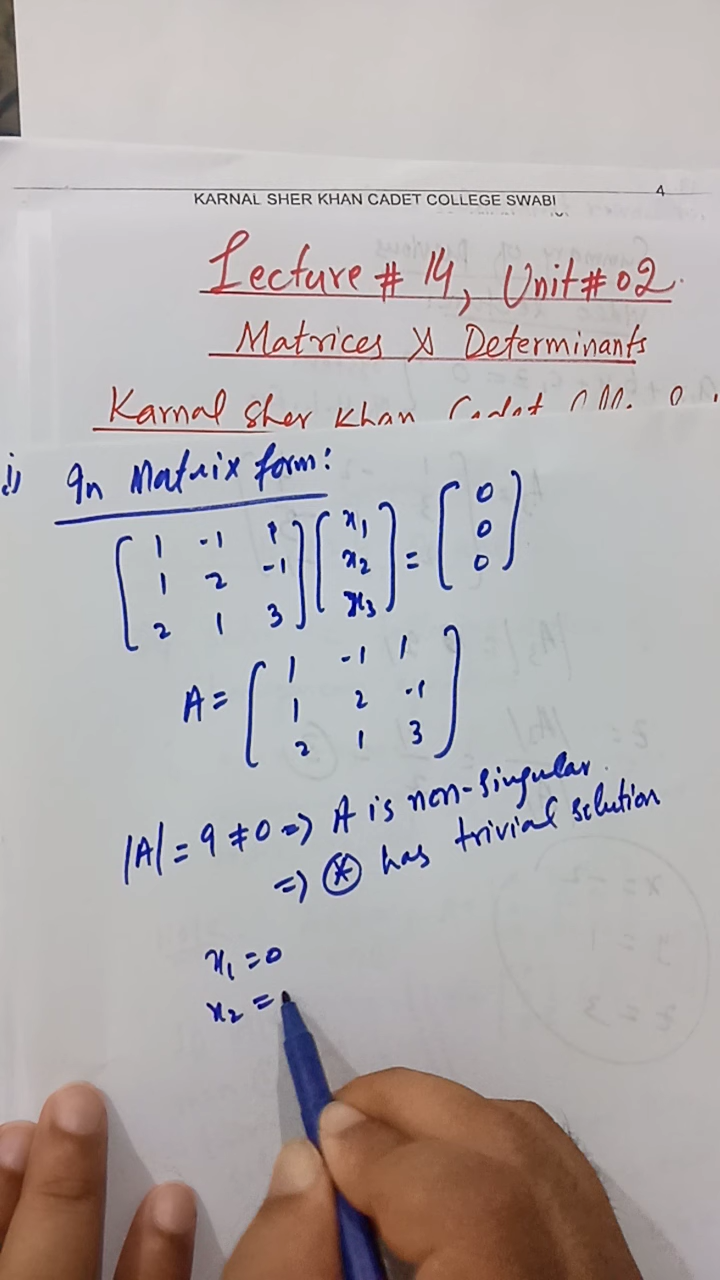 4
KARNAL SHER KHAN CADET COLLEGE SWABI
Lecture # 14, Unit # 02.
Matrices & Determinants
Karnal Sher Khan Cadet
i) In Matrix form:
[1 -1 1; 1 2 -1; 2 1 3] [x₁; x₂; x₃] = [0; 0; 0]
A = [1 -1 1; 1 2 -1; 2 1 3]
|A| = 9 ≠ 0 => A is non-singular.
=> ⊛ has trivial solution
x₁ = 0
x₂ =